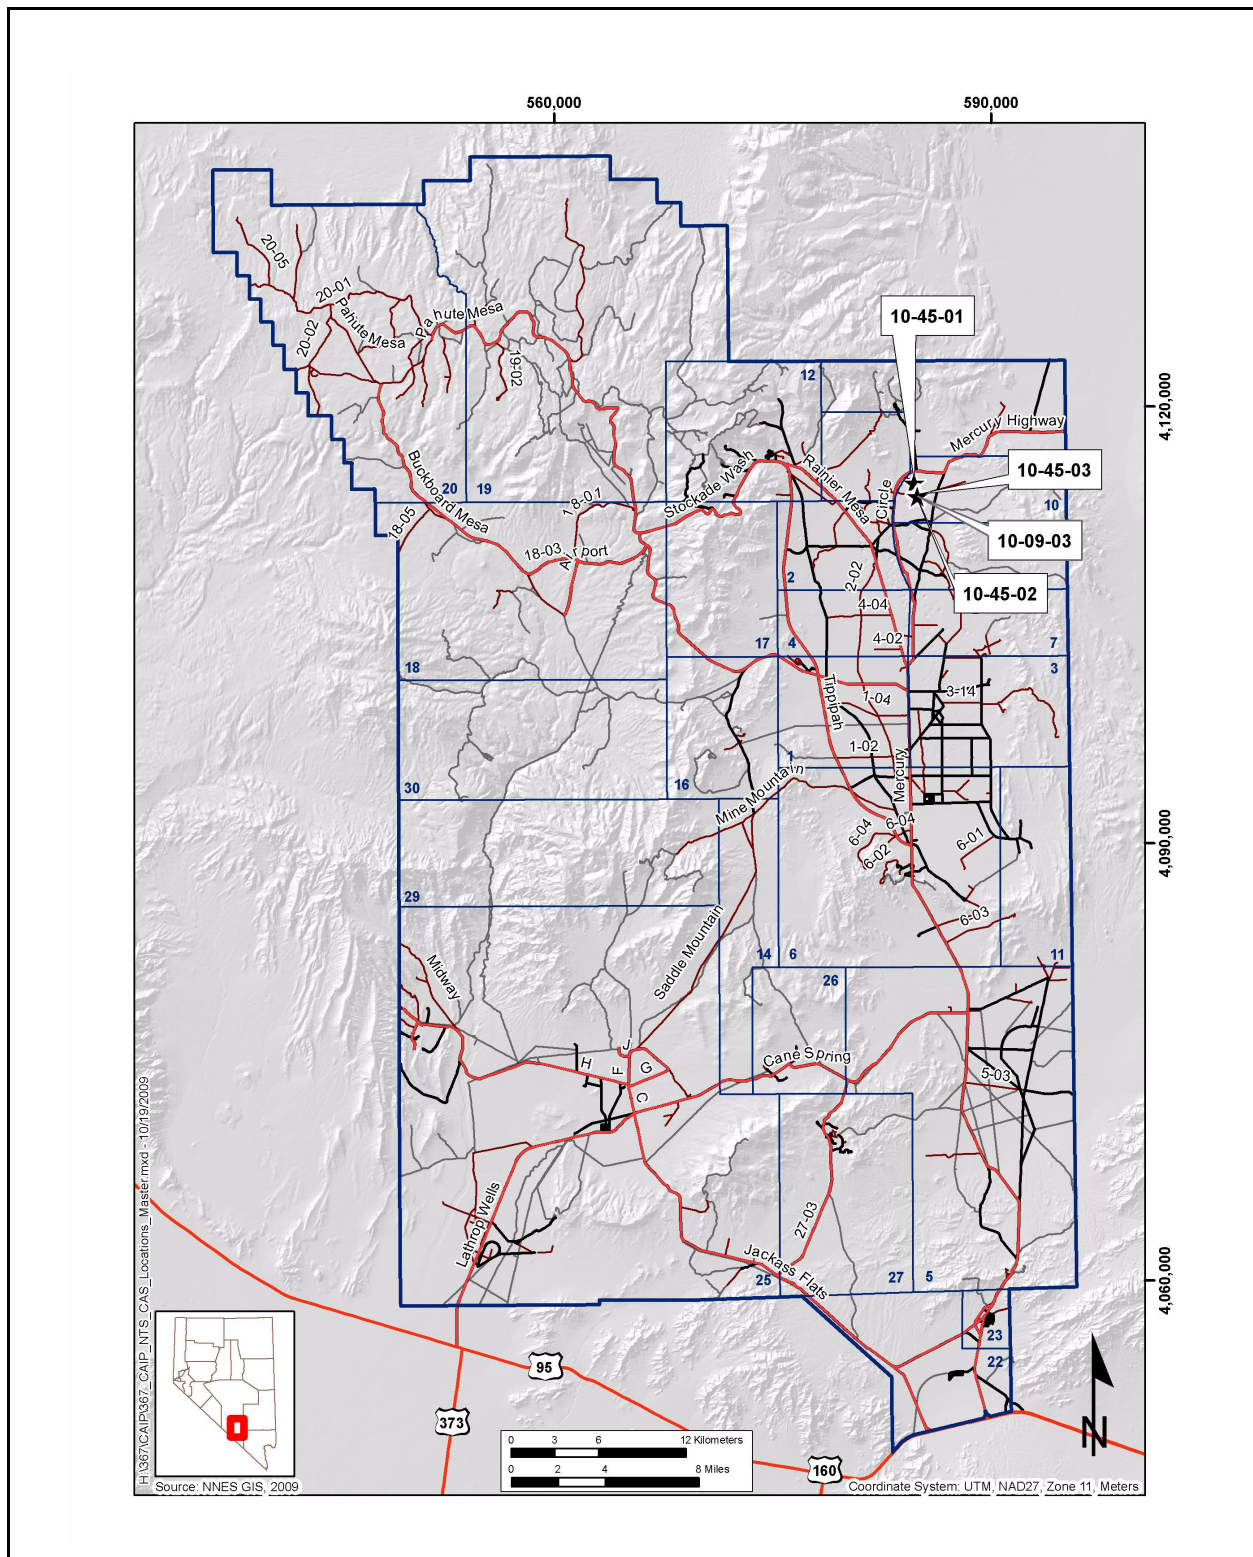 560,000
590,000
4,120,000
4,090,000
4,060,000
10-45-01
10-45-03
10-09-03
10-45-02
20-05
20-01
Pahute Mesa
Pahute Mesa
20-02
19-02
12
Mercury Highway
Rainier Mesa
Stockade Wash
Circle
10
Buckboard Mesa
20
19
18-01
18-05
18-03
Airport
2
2-02
4-04
4-02
17
4
7
3
18
Tippipah
1-04
3-14
1-02
1
Mercury
16
30
Mine Mountain
6-04
6-04
6-02
6-01
29
6-03
Saddle Mountain
14
6
11
Midway
26
Cane Spring
J
H
F
G
C
5-03
Lathrop Wells
27-03
Jackass Flats
25
27
5
23
22
95
373
160
N
0 3 6 12 Kilometers
0 2 4 8 Miles
H:\367\CAIP\367_CAIP_NTS_CAS_Locations_Master.mxd - 10/19/2009
Source: NNES GIS, 2009
Coordinate System: UTM, NAD27, Zone 11, Meters